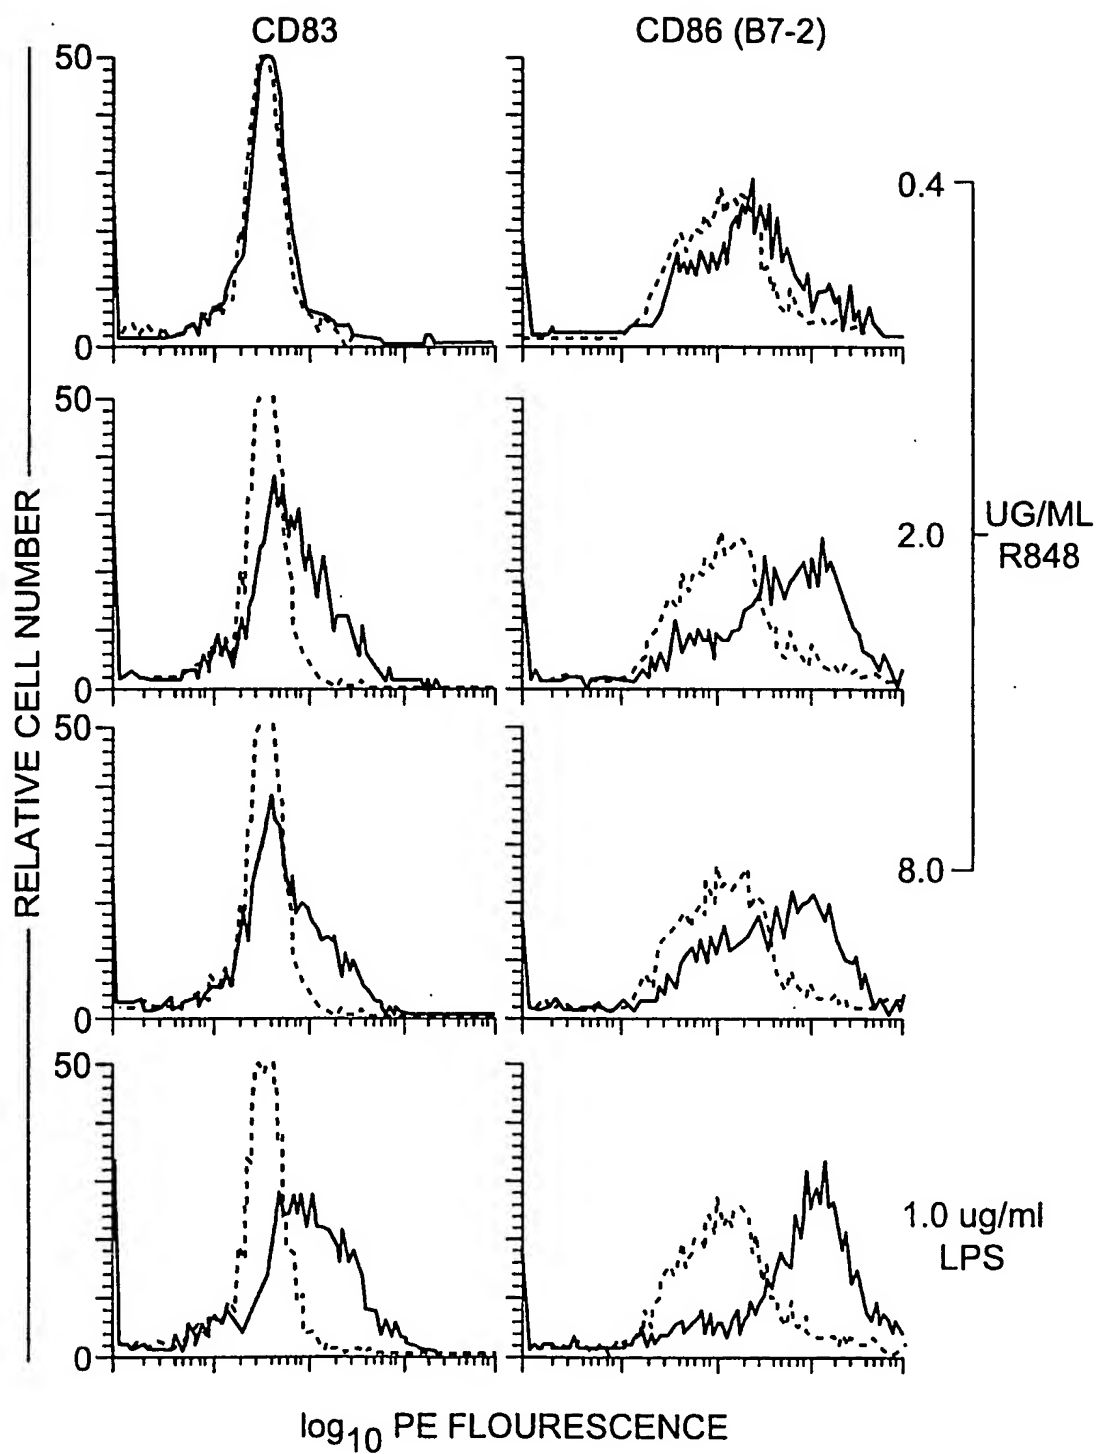 CD83
CD86 (B7-2)
50
0
0.4
50
0
2.0
UG/ML
R848
50
0
8.0
50
0
1.0 ug/ml
LPS
RELATIVE CELL NUMBER
log10 PE FLOURESCENCE